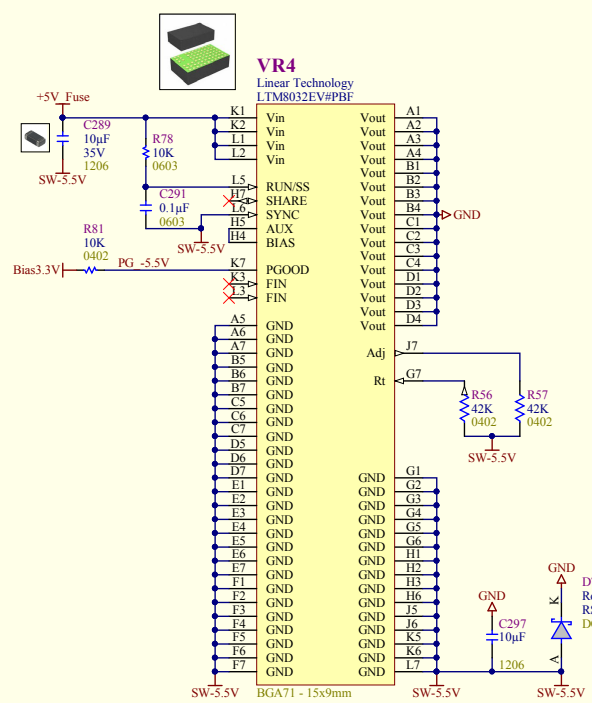 VR4
Linear Technology
LTM8032EV#PBF
+5V_Fuse
C289
10µF
35V
1206
SW-5.5V
R78
10K
0603
C291
0.1µF
0603
SW-5.5V
R81
10K
0402
Bias3.3V
PG_-5.5V
K1 Vin
K2 Vin
L1 Vin
L2 Vin
L5 RUN/SS
H7 SHARE
L6 SYNC
H5 AUX
H4 BIAS
K7 PGOOD
K3 FIN
L3 FIN
A5 GND
A6 GND
A7 GND
B5 GND
B6 GND
B7 GND
C5 GND
C6 GND
C7 GND
D5 GND
D6 GND
D7 GND
E1 GND
E2 GND
E3 GND
E4 GND
E5 GND
E6 GND
E7 GND
F1 GND
F2 GND
F3 GND
F4 GND
F5 GND
F6 GND
F7 GND
SW-5.5V
Vout A1
Vout A2
Vout A3
Vout A4
Vout B1
Vout B2
Vout B3
Vout B4
Vout C1
Vout C2
Vout C3
Vout C4
Vout D1
Vout D2
Vout D3
Vout D4
GND
Adj J7
Rt G7
R56
42K
0402
R57
42K
0402
SW-5.5V
GND G1
GND G2
GND G3
GND G4
GND G5
GND G6
GND H1
GND H2
GND H3
GND H6
GND J5
GND J6
GND K5
GND K6
GND L7
SW-5.5V
BGA71 - 15x9mm
GND
C297
10µF
1206
GND
K
A
SW-5.5V